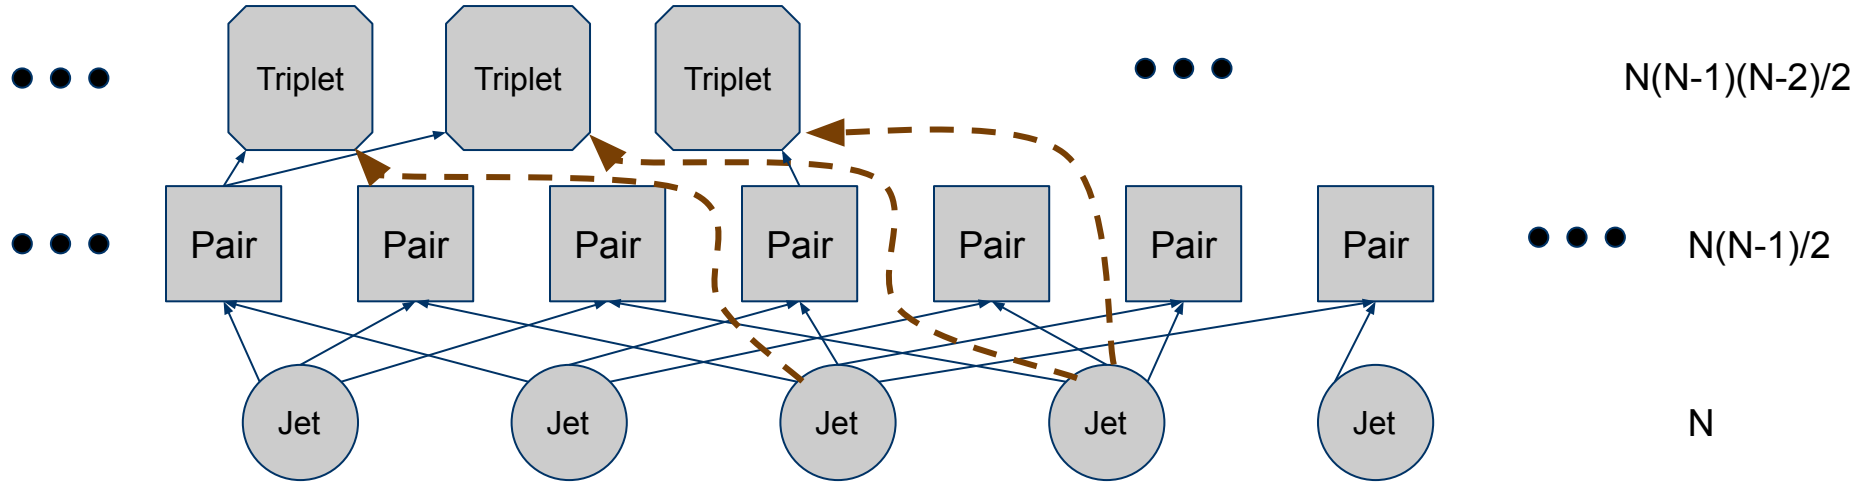 Triplet Triplet Triplet N(N-1)(N-2)/2
Pair Pair Pair Pair Pair Pair Pair N(N-1)/2
Jet Jet Jet Jet Jet N